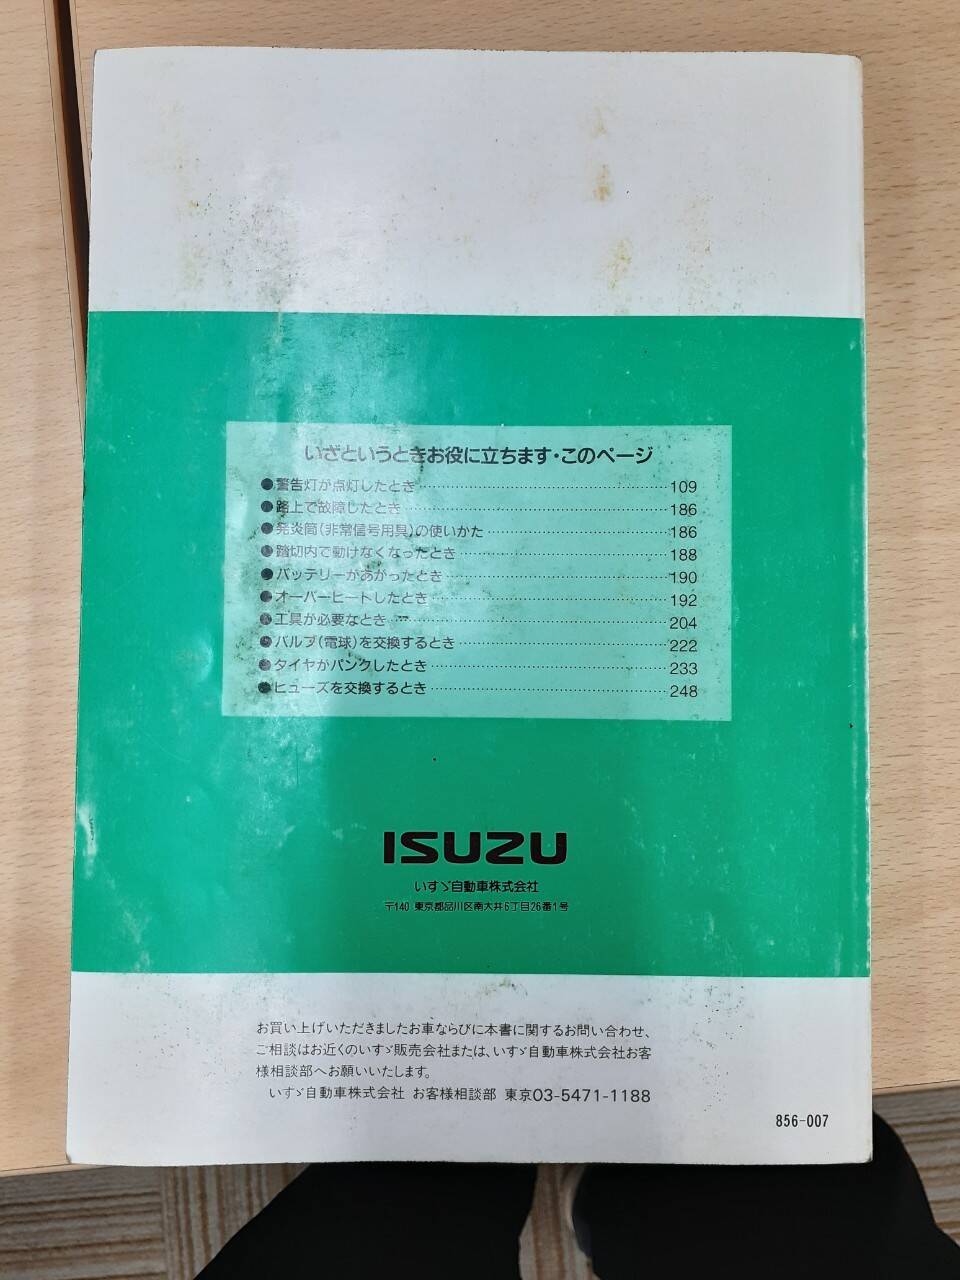 いざというときお役に立ちます・このページ
●警告灯が点灯したとき……………………109
●路上で故障したとき……………………186
●発炎筒(非常信号用具)の使いかた……………………186
●踏切内で動けなくなったとき……………………188
●バッテリーがあがったとき……………………190
●オーバーヒートしたとき……………………192
●工具が必要なとき……………………204
●バルブ(電球)を交換するとき……………………222
●タイヤがパンクしたとき……………………233
●ヒューズを交換するとき……………………248
ISUZU
いすゞ自動車株式会社
〒140 東京都品川区南大井6丁目26番1号
お買い上げいただきましたお車ならびに本書に関するお問い合わせ、
ご相談はお近くのいすゞ販売会社または、いすゞ自動車株式会社お客
様相談部へお願いいたします。
いすゞ自動車株式会社 お客様相談部 東京03-5471-1188
856-007